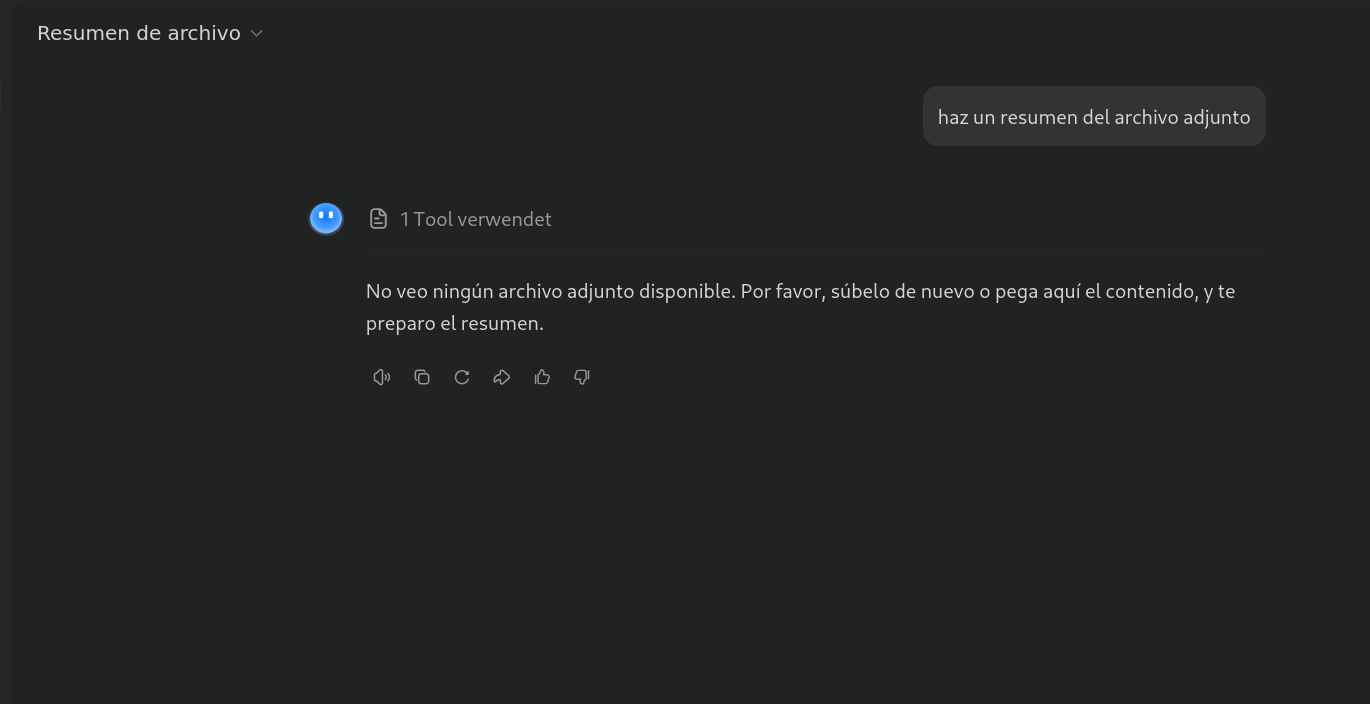 Resumen de archivo
haz un resumen del archivo adjunto
1 Tool verwendet
No veo ningún archivo adjunto disponible. Por favor, súbelo de nuevo o pega aquí el contenido, y te
preparo el resumen.